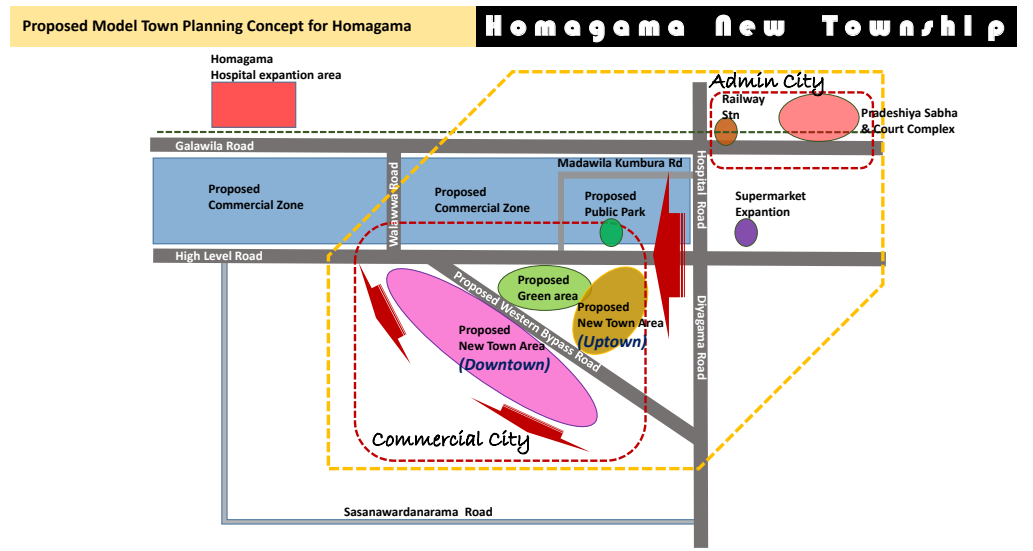 Proposed Model Town Planning Concept for Homagama
Homagama New Township
Homagama
Hospital expantion area
Admin City
Railway
Stn
Pradeshiya Sabha
& Court Complex
Galawila Road
Madawila Kumbura Rd
Hospital Road
Walawwa Road
Proposed
Commercial Zone
Proposed
Commercial Zone
Proposed
Public Park
Supermarket
Expantion
High Level Road
Proposed
Green area
Proposed Western Bypass Road
Proposed
New Town Area
(Uptown)
Diyagama Road
Proposed
New Town Area
(Downtown)
Commercial City
Sasanawardanarama Road